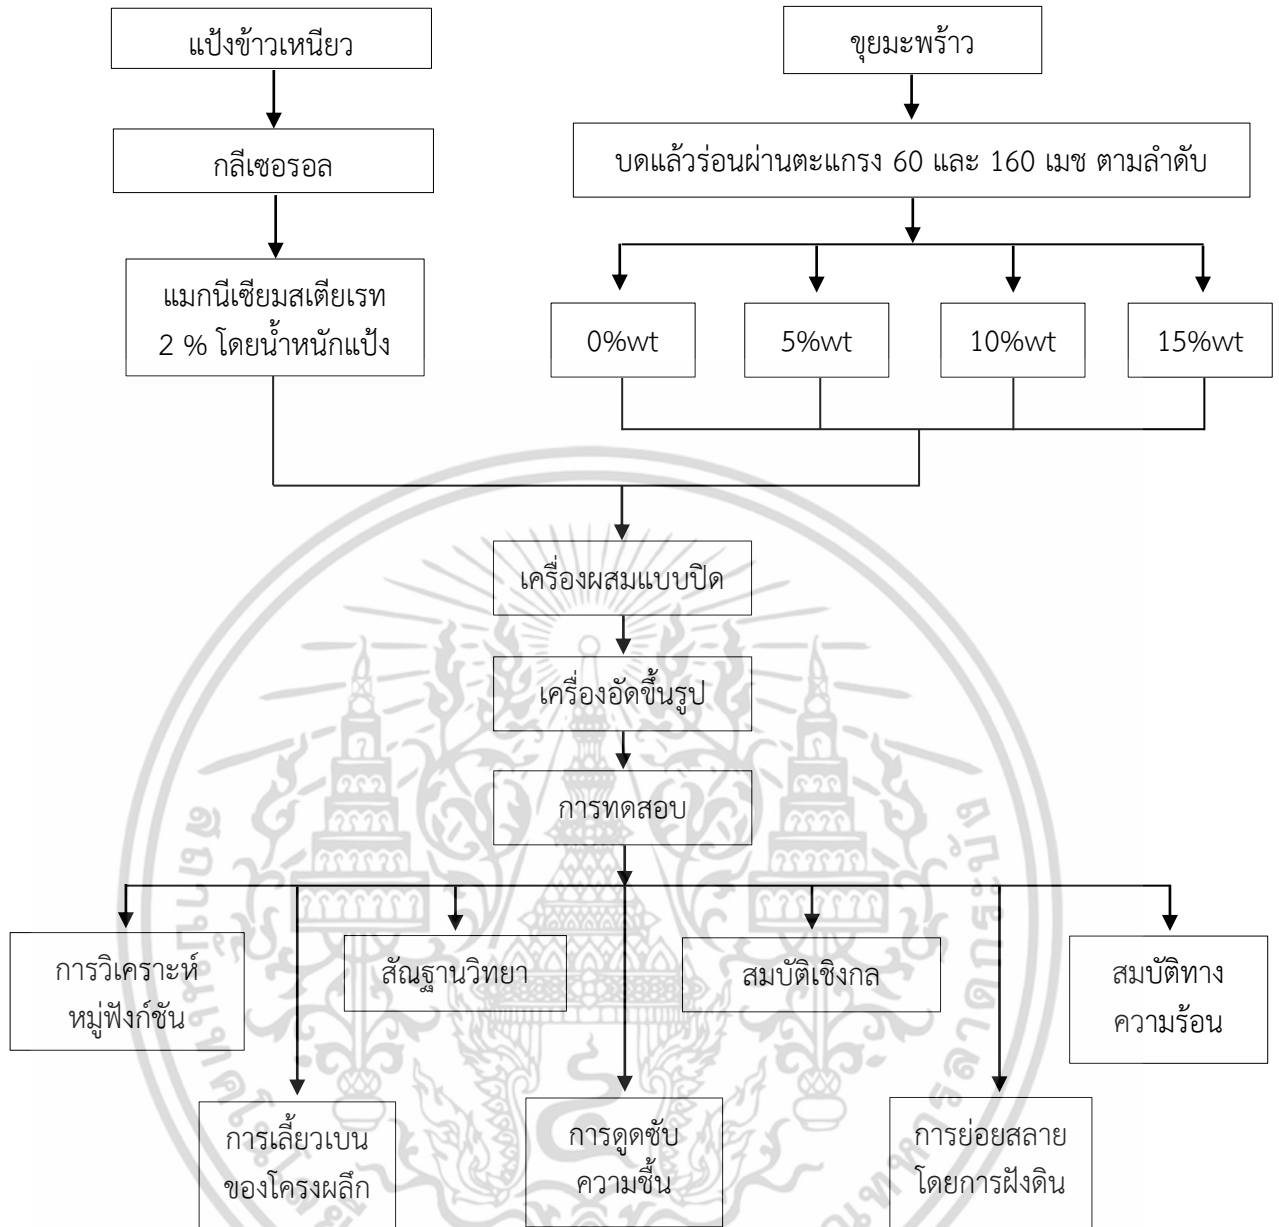 แป้งข้าวเหนียว
ขุยมะพร้าว
กลีเซอรอล
บดแล้วร่อนผ่านตะแกรง 60 และ 160 เมช ตามลำดับ
แมกนีเซียมสเตียเรท
2 % โดยน้ำหนักแป้ง
0%wt
5%wt
10%wt
15%wt
เครื่องผสมแบบปิด
เครื่องอัดขึ้นรูป
การทดสอบ
การวิเคราะห์
หมู่ฟังก์ชัน
สัณฐานวิทยา
สมบัติเชิงกล
สมบัติทาง
ความร้อน
การเลี้ยวเบน
ของโครงผลึก
การดูดซับ
ความชื้น
การย่อยสลาย
โดยการฝังดิน